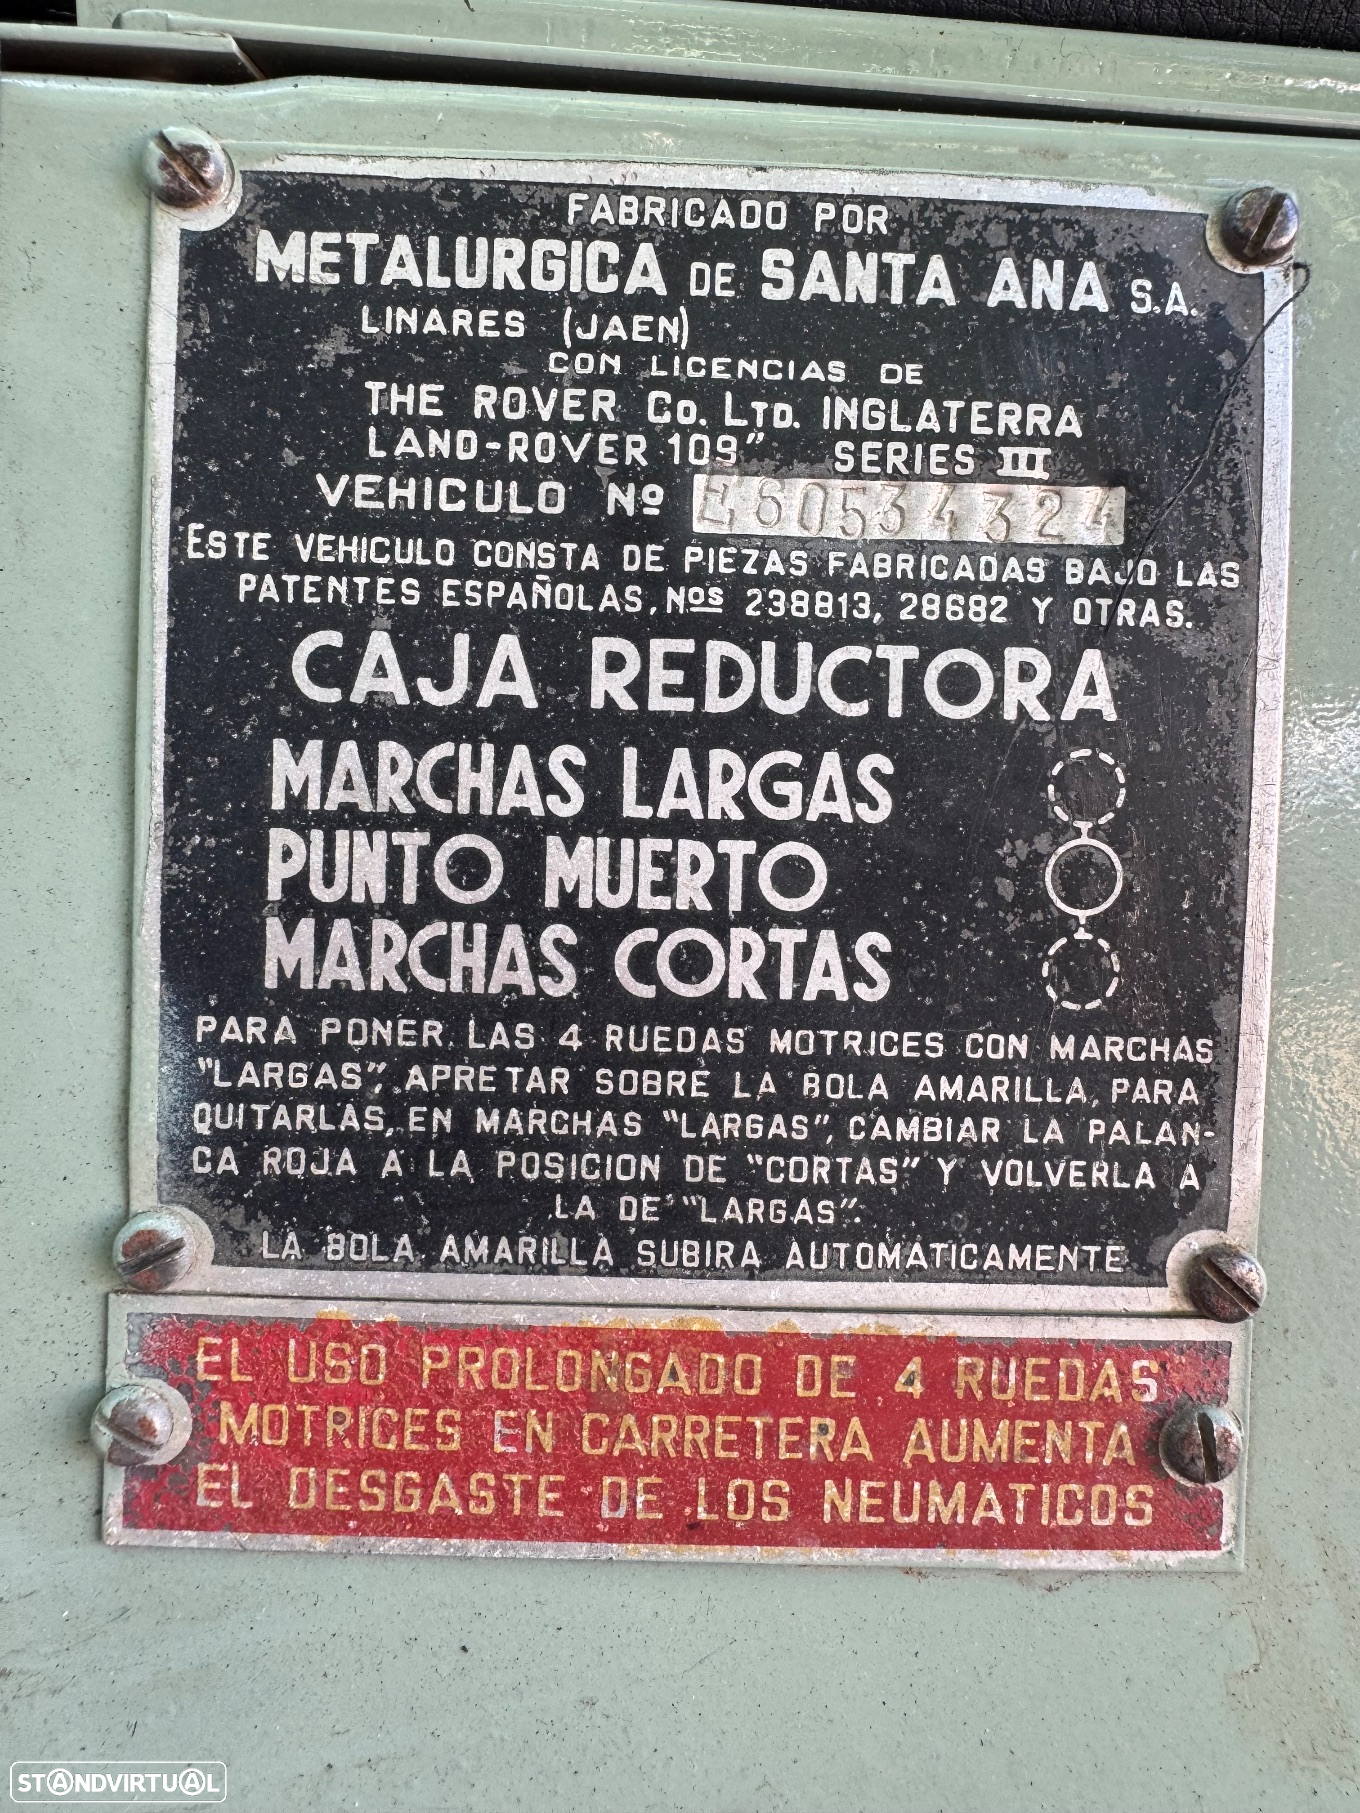 FABRICADO POR
METALURGICA DE SANTA ANA S.A.
LINARES (JAEN)
CON LICENCIAS DE
THE ROVER Co. LTD. INGLATERRA
LAND-ROVER 109" SERIES III
VEHICULO Nº E60534324
ESTE VEHICULO CONSTA DE PIEZAS FABRICADAS BAJO LAS
PATENTES ESPAÑOLAS, Nos 238813, 28682 Y OTRAS.
CAJA REDUCTORA
MARCHAS LARGAS
PUNTO MUERTO
MARCHAS CORTAS
PARA PONER LAS 4 RUEDAS MOTRICES CON MARCHAS
"LARGAS", APRETAR SOBRE LA BOLA AMARILLA, PARA
QUITARLAS, EN MARCHAS "LARGAS", CAMBIAR LA PALAN-
CA ROJA A LA POSICION DE "CORTAS" Y VOLVERLA A
LA DE "LARGAS".
LA BOLA AMARILLA SUBIRA AUTOMATICAMENTE
EL USO PROLONGADO DE 4 RUEDAS
MOTRICES EN CARRETERA AUMENTA
EL DESGASTE DE LOS NEUMATICOS
STANDVIRTUAL